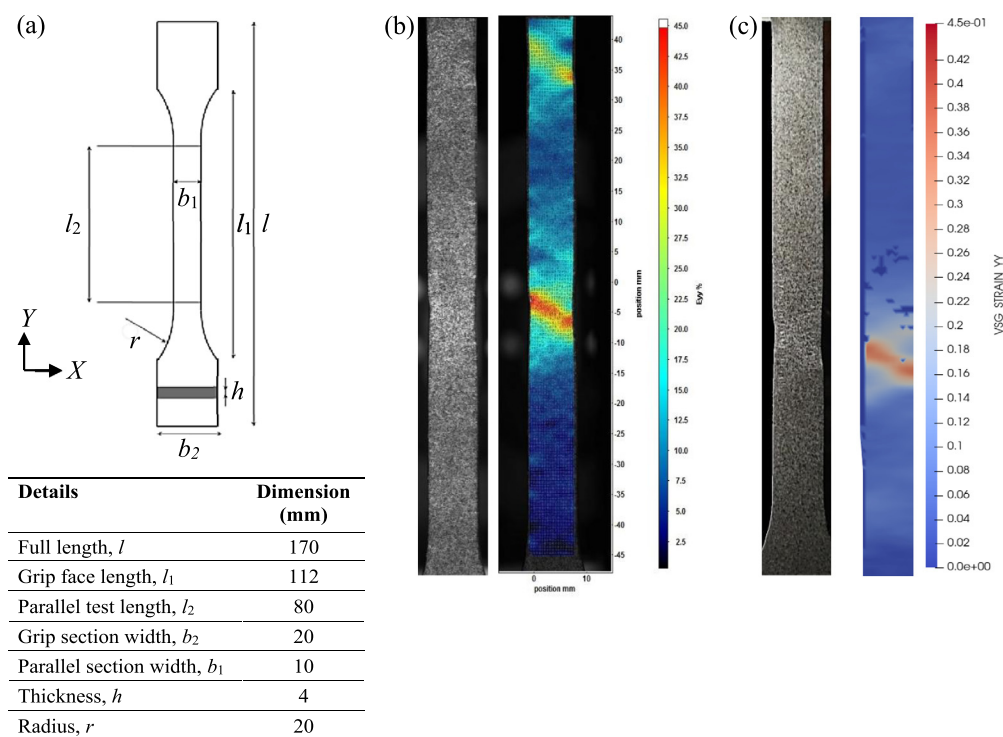 (a)
b1
l2
l1
l
Y
X
r
h
b2
Details Dimension
(mm)
Full length, l 170
Grip face length, l1 112
Parallel test length, l2 80
Grip section width, b2 20
Parallel section width, b1 10
Thickness, h 4
Radius, r 20
(b)
40
35
30
25
20
15
10
5
0
-5
-10
-15
-20
-25
-30
-35
-40
-45
position mm
0 10
position mm
45.0
40.0
37.5
35.0
32.5
30.0
27.5
25.0
22.5
20.0
17.5
15.0
12.5
10.0
7.5
5.0
2.5
Eyy %
(c)
4.5e-01
0.42
0.4
0.38
0.36
0.34
0.32
0.3
0.28
0.26
0.24
0.22
0.2
0.18
0.16
0.14
0.12
0.1
0.08
0.06
0.04
0.02
0.0e+00
VSG STRAIN YY